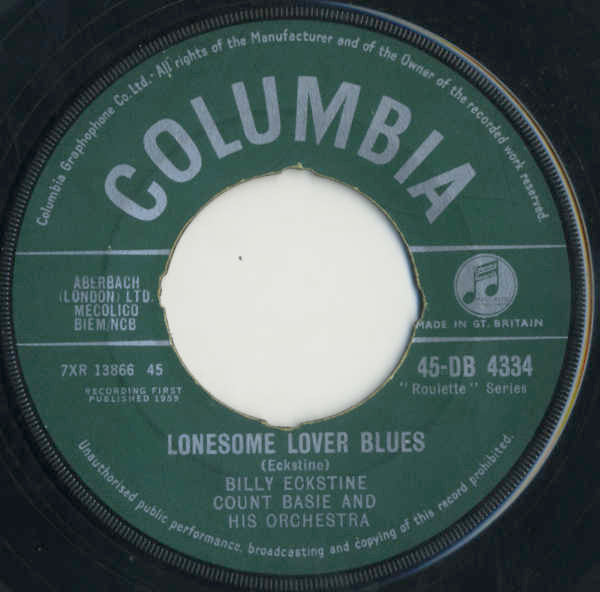 Columbia Graphophone Co. Ltd. - All rights of the Manufacturer and of the Owner of the recorded work reserved.
COLUMBIA
ABERBACH
(LONDON) LTD.
MECOLICO
BIEM/NCB
MADE IN GT. BRITAIN
7XR 13866 45
45-DB 4334
"Roulette" Series
RECORDING FIRST
PUBLISHED 1959
LONESOME LOVER BLUES
(Eckstine)
BILLY ECKSTINE
COUNT BASIE AND
HIS ORCHESTRA
Unauthorised public performance, broadcasting and copying of this record prohibited.